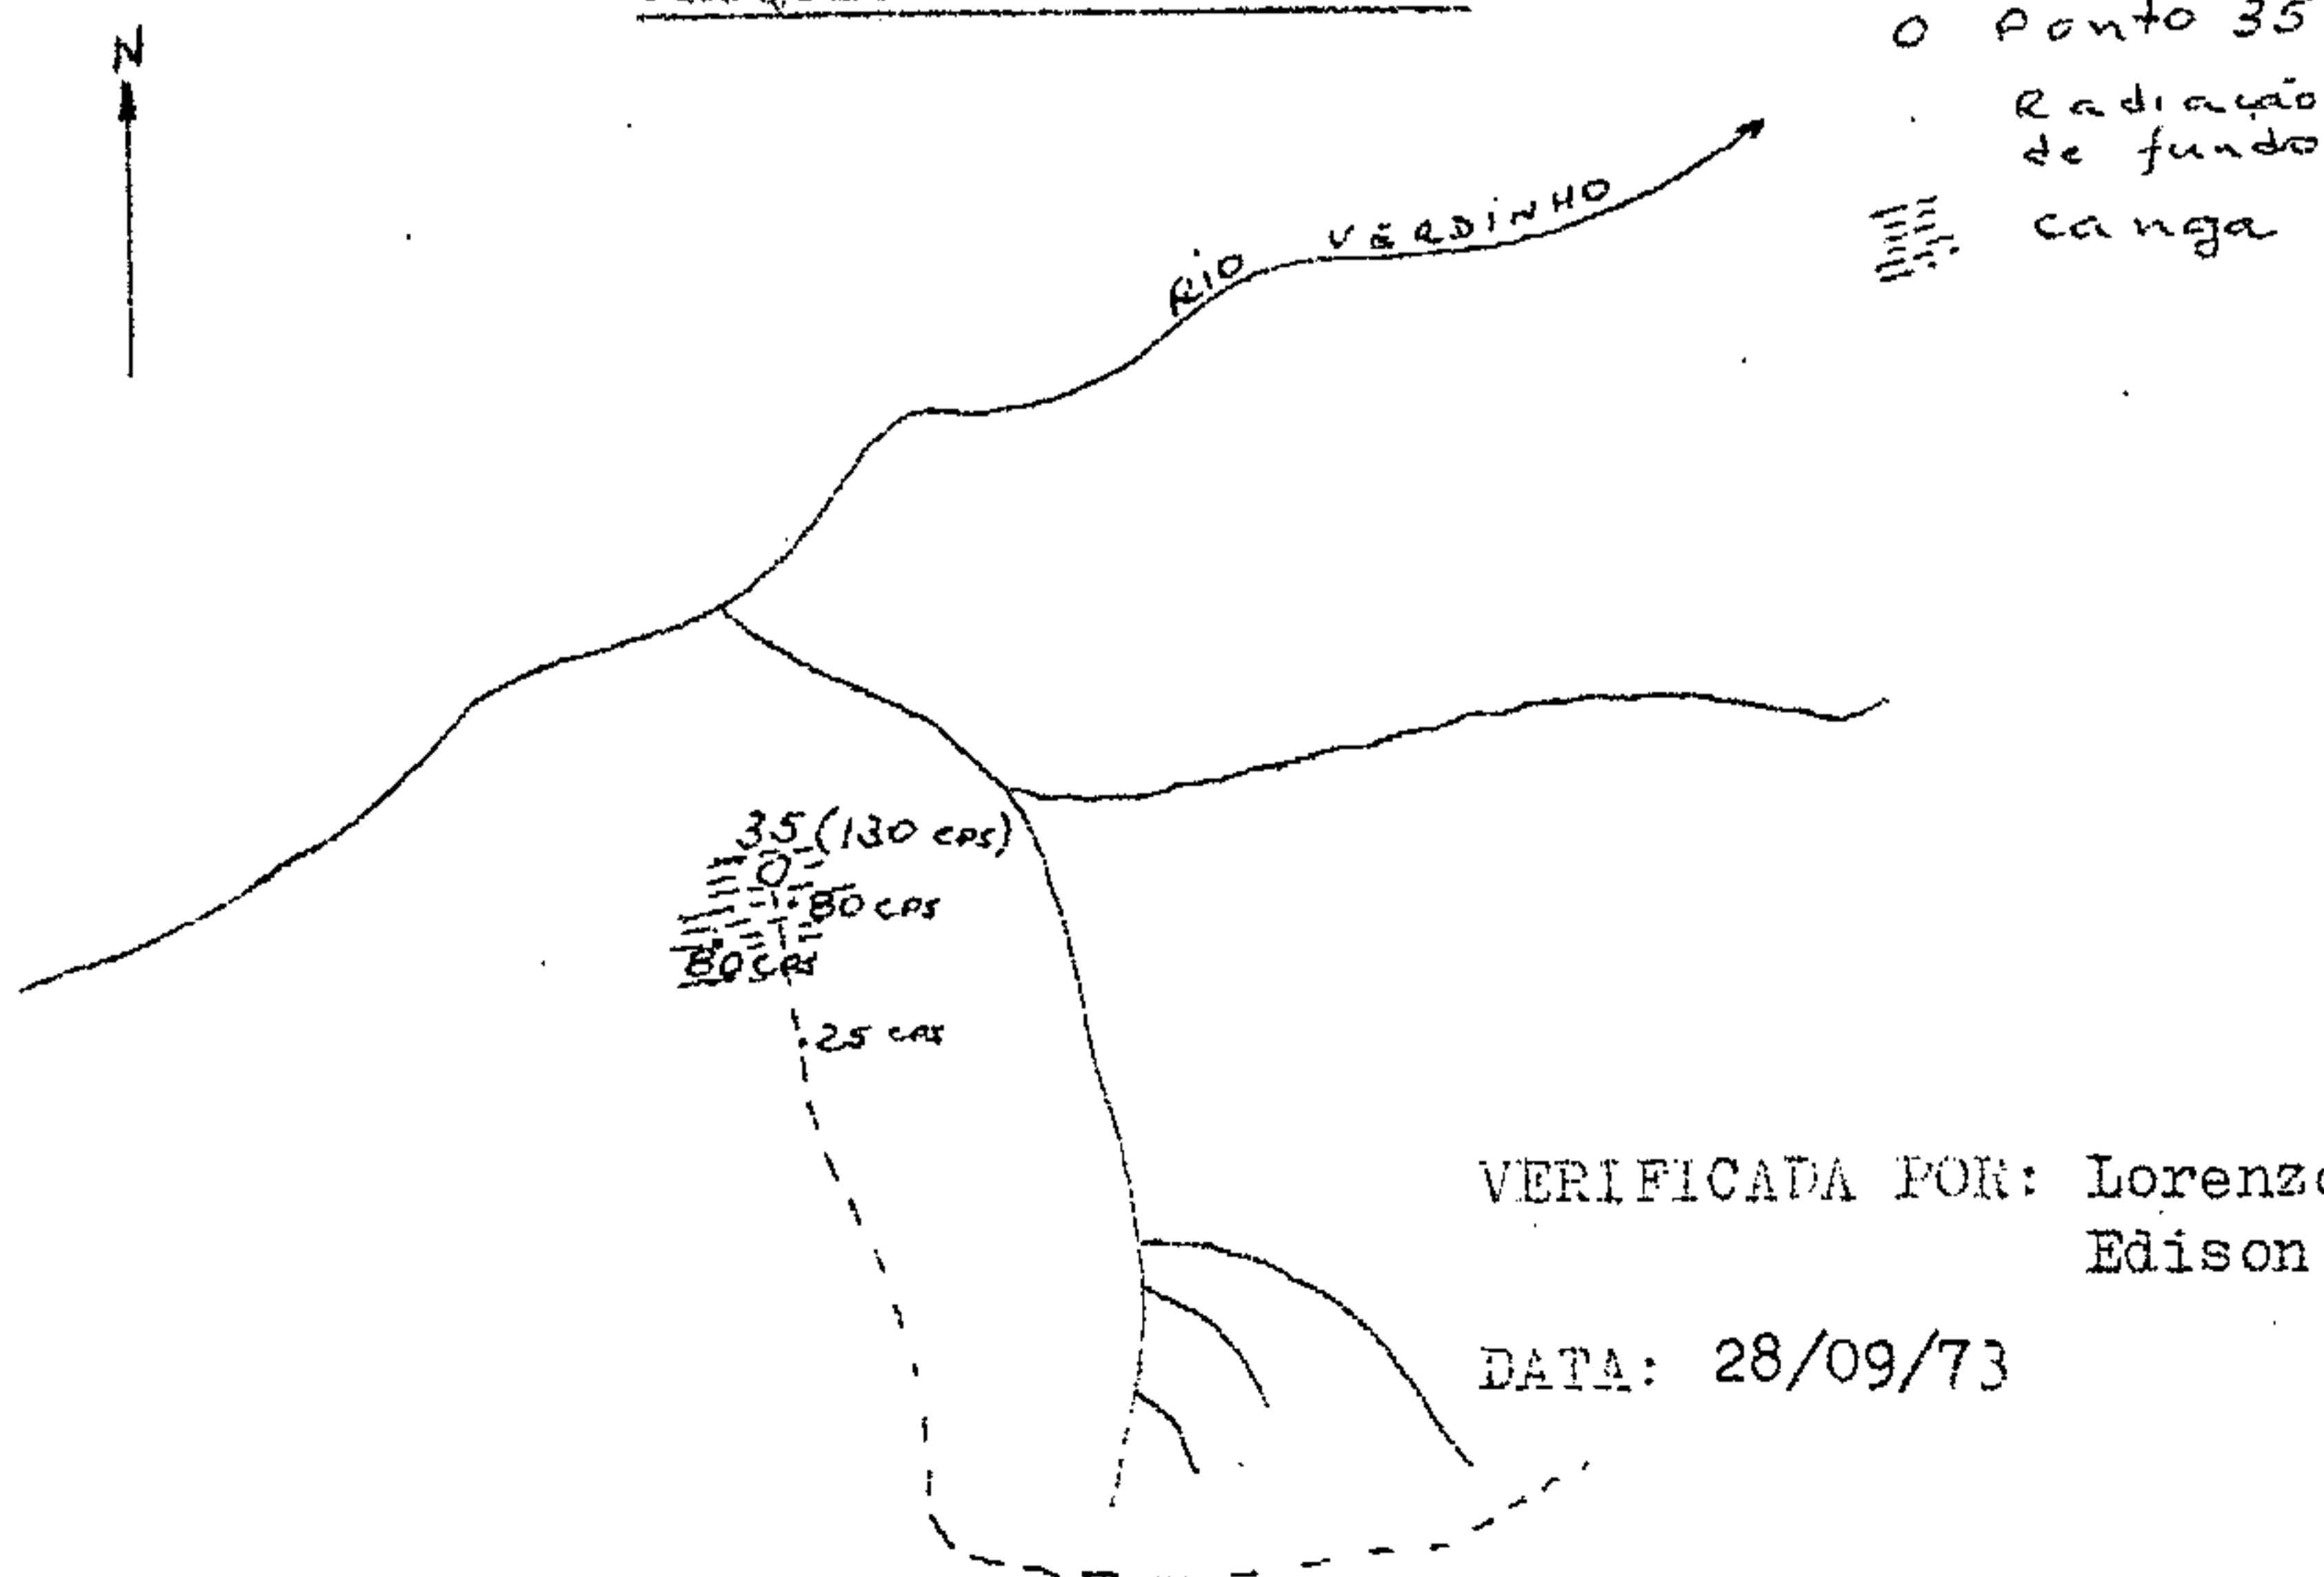 N
O Ponto 35
Radiação
de fundo
canga
RIO VERDINHO
35 (130 cps)
80 cps
80 cps
25 cps
VERIFICADA POR: Lorenzo
Edison
DATA: 28/09/73